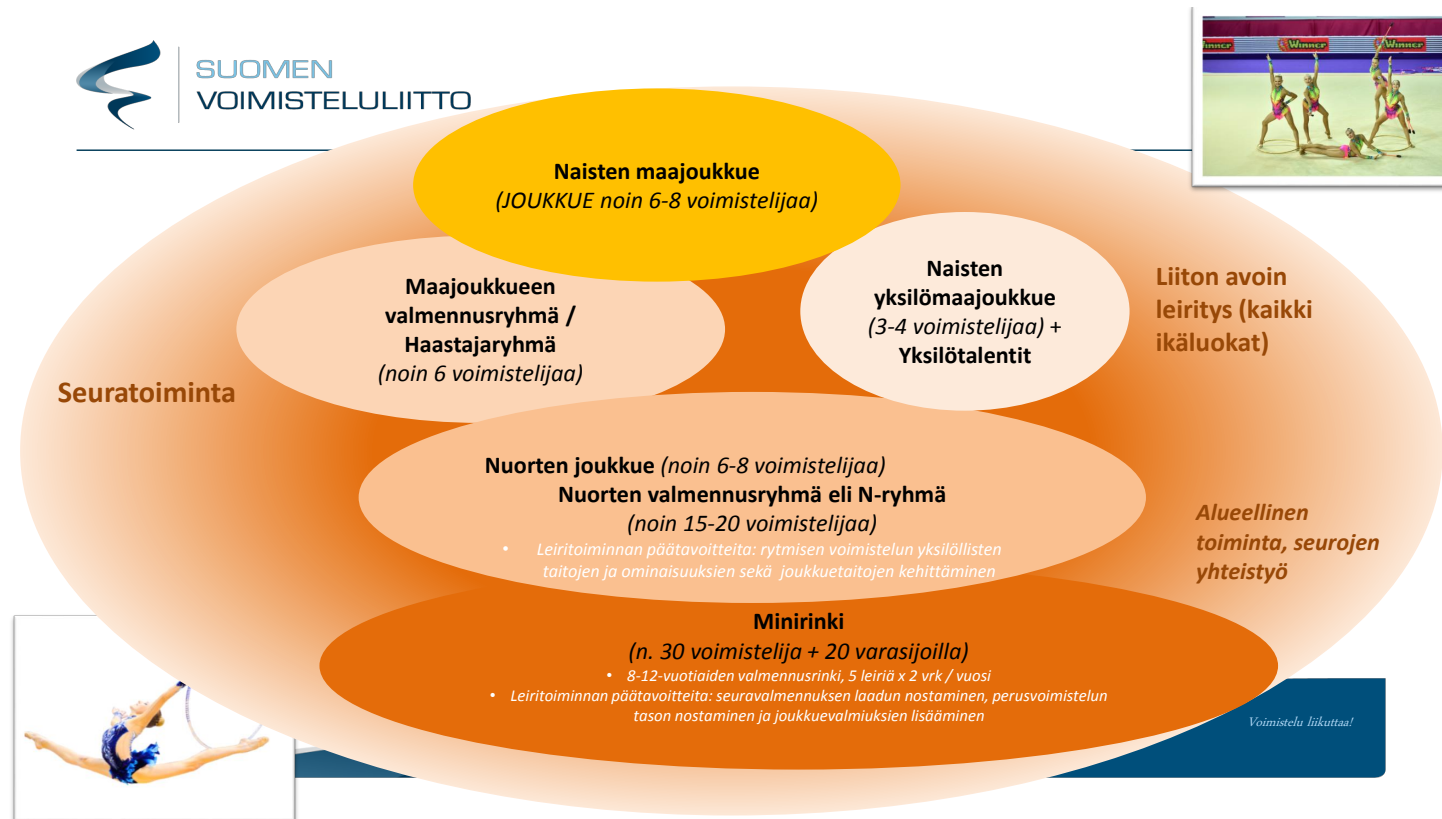 SUOMEN
VOIMISTELULIITTO
Winner
Winner
Winner
Naisten maajoukkue
(JOUKKUE noin 6-8 voimistelijaa)
Maajoukkueen
valmennusryhmä /
Haastajaryhmä
(noin 6 voimistelijaa)
Naisten
yksilömaajoukkue
(3-4 voimistelijaa) +
Yksilötalentit
Liiton avoin
leiritys (kaikki
ikäluokat)
Seuratoiminta
Nuorten joukkue (noin 6-8 voimistelijaa)
Nuorten valmennusryhmä eli N-ryhmä
(noin 15-20 voimistelijaa)
• Leiritoiminnan päätavoitteita: rytmisen voimistelun yksilöllisten
taitojen ja ominaisuuksien sekä joukkuetaitojen kehittäminen
Alueellinen
toiminta, seurojen
yhteistyö
Minirinki
(n. 30 voimistelija + 20 varasijoilla)
• 8-12-vuotiaiden valmennusrinki, 5 leiriä x 2 vrk / vuosi
• Leiritoiminnan päätavoitteita: seuravalmennuksen laadun nostaminen, perusvoimistelun
tason nostaminen ja joukkuevalmiuksien lisääminen
Voimistelu liikuttaa!